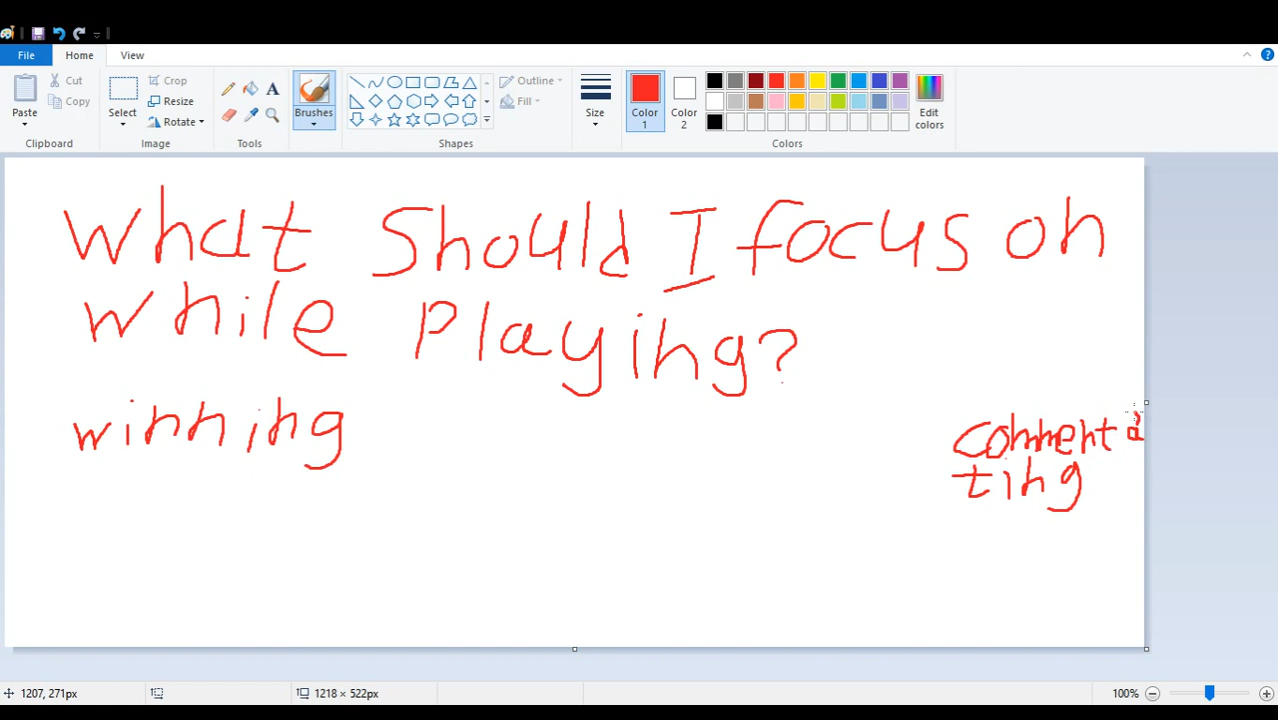 File Home View
Paste Cut Copy Clipboard
Select Crop Resize Rotate Image
Tools
Brushes
Shapes Outline Fill
Size
Color 1 Color 2 Edit colors Colors
What Should I focus on
while Playing?
winning
commenta
ting
1207, 271px 1218 × 522px 100%